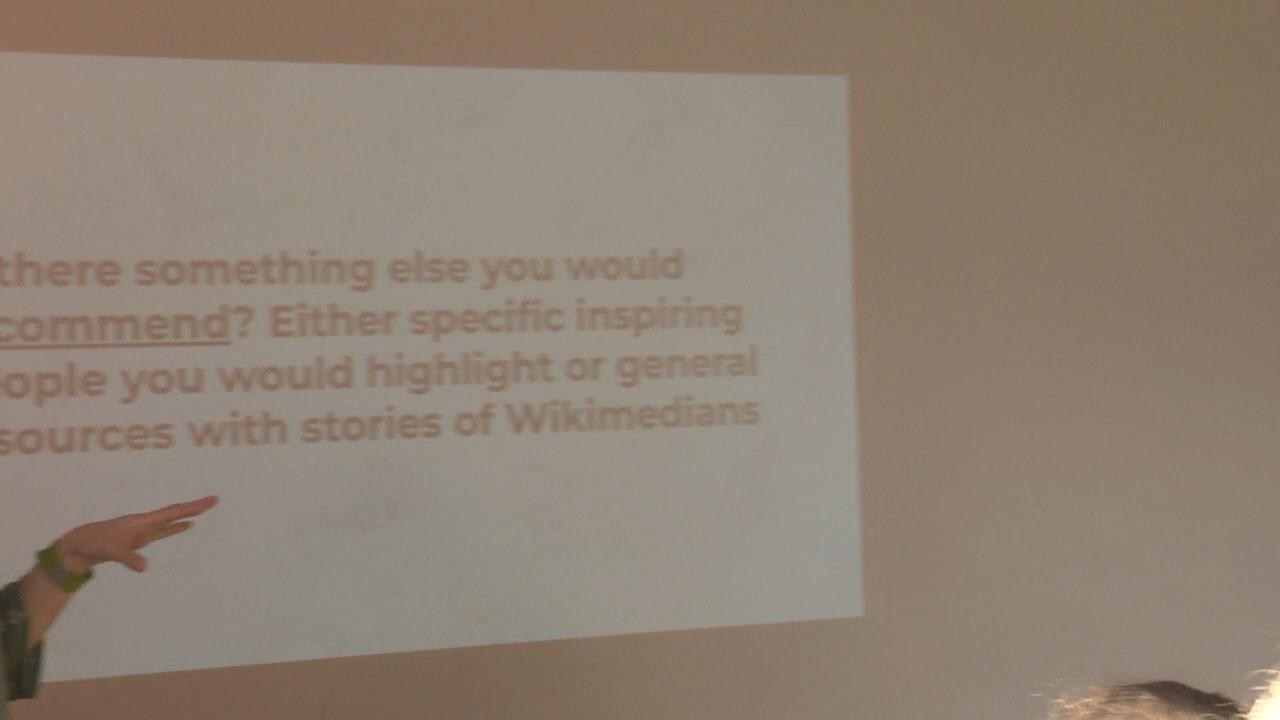 there something else you would
commend? Either specific inspiring
ople you would highlight or general
sources with stories of Wikimedians